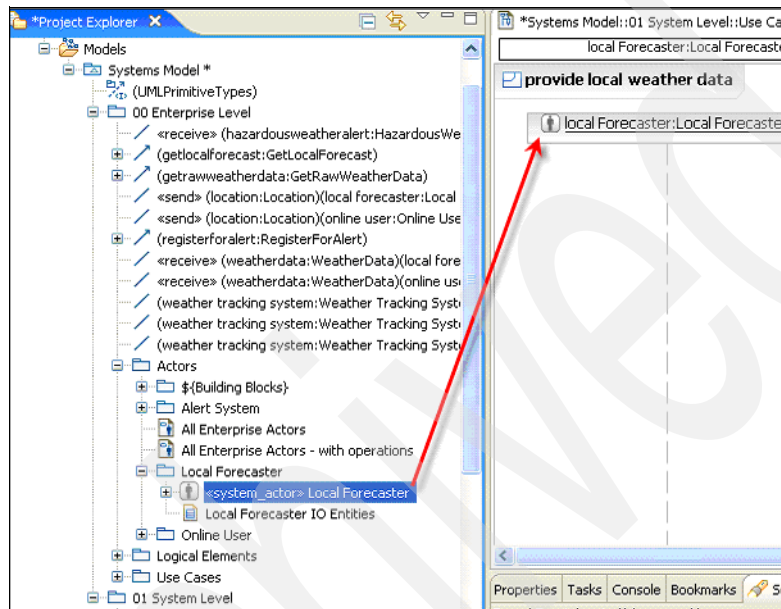 *Project Explorer
Models
Systems Model *
(UMLPrimitiveTypes)
00 Enterprise Level
«receive» (hazardousweatheralert:HazardousWe
(getlocalforecast:GetLocalForecast)
(getrawweatherdata:GetRawWeatherData)
«send» (location:Location)(local forecaster:Local
«send» (location:Location)(online user:Online Use
(registerforalert:RegisterForAlert)
«receive» (weatherdata:WeatherData)(local fore
«receive» (weatherdata:WeatherData)(online us
(weather tracking system:Weather Tracking Syst
(weather tracking system:Weather Tracking Syst
(weather tracking system:Weather Tracking Syst
Actors
${Building Blocks}
Alert System
All Enterprise Actors
All Enterprise Actors - with operations
Local Forecaster
«system_actor» Local Forecaster
Local Forecaster IO Entities
Online User
Logical Elements
Use Cases
01 System Level
*Systems Model::01 System Level::Use Ca
local Forecaster:Local Forecaste
provide local weather data
local Forecaster:Local Forecaste
Properties Tasks Console Bookmarks S